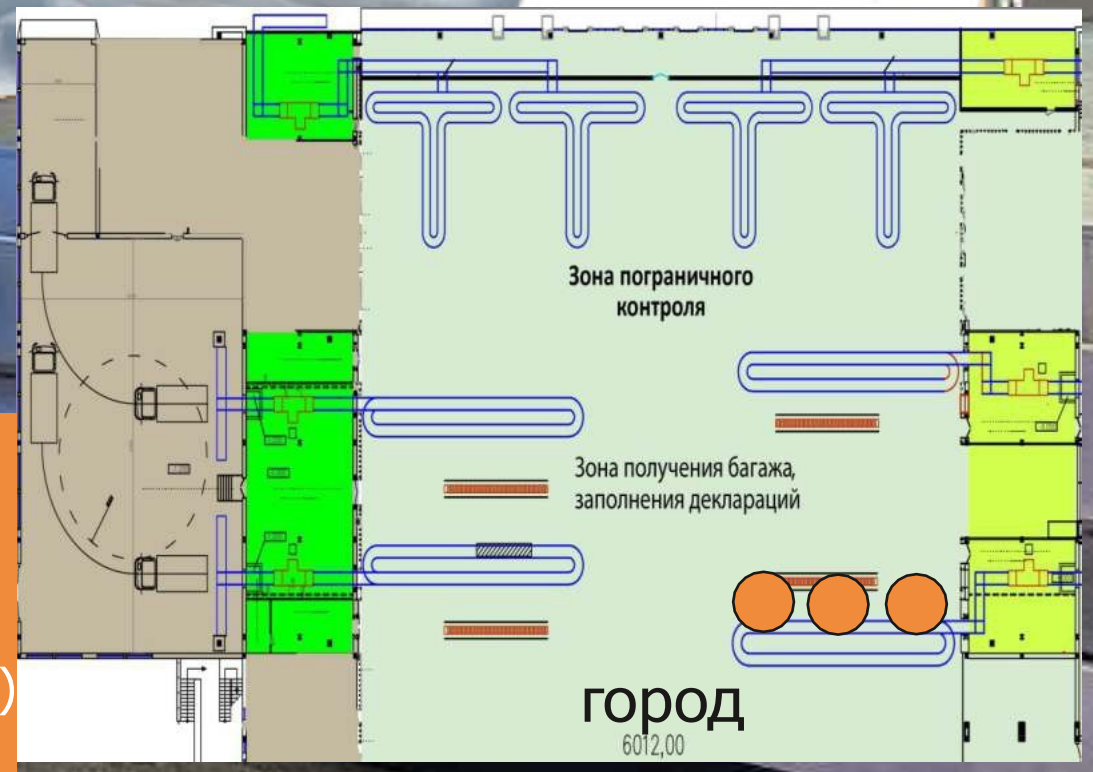 Зона пограничного
контроля
Зона получения багажа,
заполнения деклараций
)
город
6012,00